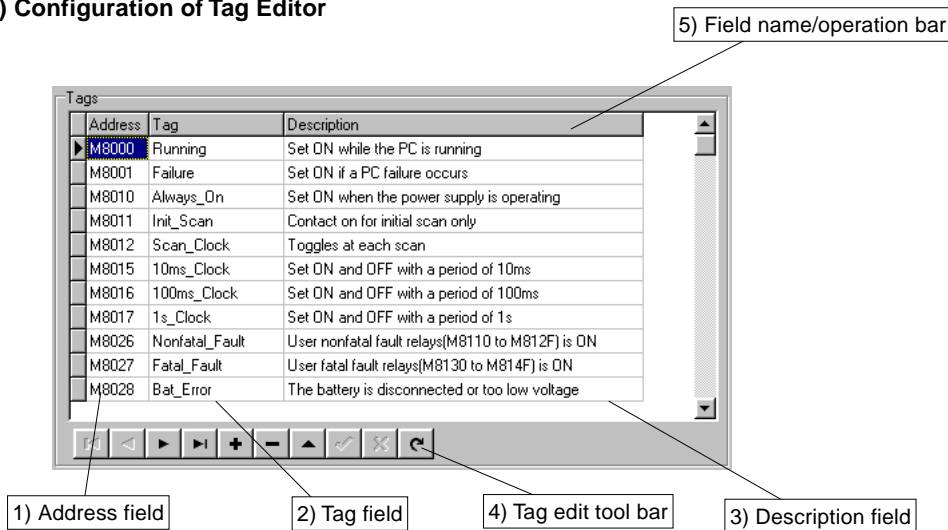 ) Configuration of Tag Editor
5) Field name/operation bar
Tags
Address Tag Description
M8000 Running Set ON while the PC is running
M8001 Failure Set ON if a PC failure occurs
M8010 Always_On Set ON when the power supply is operating
M8011 Init_Scan Contact on for initial scan only
M8012 Scan_Clock Toggles at each scan
M8015 10ms_Clock Set ON and OFF with a period of 10ms
M8016 100ms_Clock Set ON and OFF with a period of 100ms
M8017 1s_Clock Set ON and OFF with a period of 1s
M8026 Nonfatal_Fault User nonfatal fault relays(M8110 to M812F) is ON
M8027 Fatal_Fault User fatal fault relays(M8130 to M814F) is ON
M8028 Bat_Error The battery is disconnected or too low voltage
1) Address field
2) Tag field
4) Tag edit tool bar
3) Description field